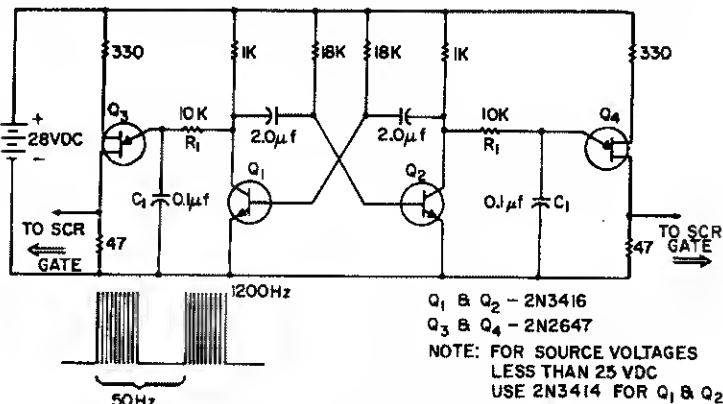 330
1K
18K
18K
1K
330
Q3
10K
R1
2.0µf
2.0µf
10K
R1
Q4
+
28VDC
-
Q1
Q2
C1
0.1µf
0.1µf
C1
TO SCR
GATE
47
TO SCR
GATE
47
1200Hz
50Hz
Q1 & Q2 - 2N3416
Q3 & Q4 - 2N2647
NOTE: FOR SOURCE VOLTAGES
LESS THAN 25 VDC
USE 2N3414 FOR Q1 & Q2